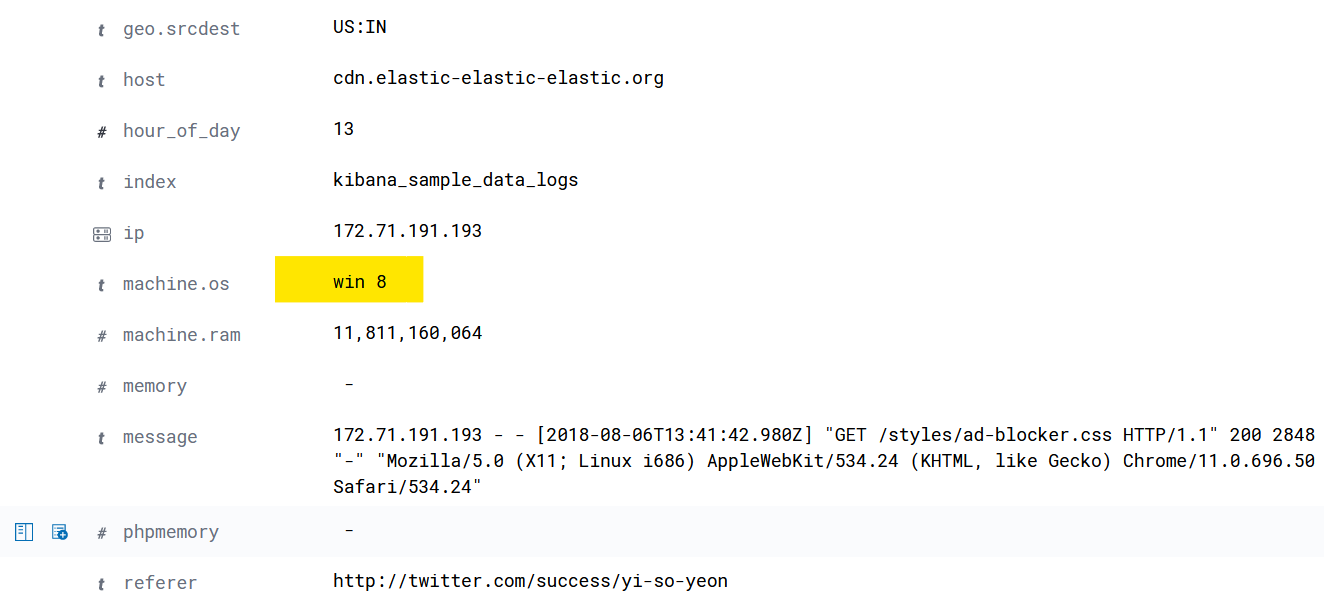 t geo.srcdest US:IN
t host cdn.elastic-elastic-elastic.org
# hour_of_day 13
t index kibana_sample_data_logs
ip 172.71.191.193
t machine.os win 8
# machine.ram 11,811,160,064
# memory -
t message 172.71.191.193 - - [2018-08-06T13:41:42.980Z] "GET /styles/ad-blocker.css HTTP/1.1" 200 2848
"-" "Mozilla/5.0 (X11; Linux i686) AppleWebKit/534.24 (KHTML, like Gecko) Chrome/11.0.696.50
Safari/534.24"
# phpmemory -
t referer http://twitter.com/success/yi-so-yeon